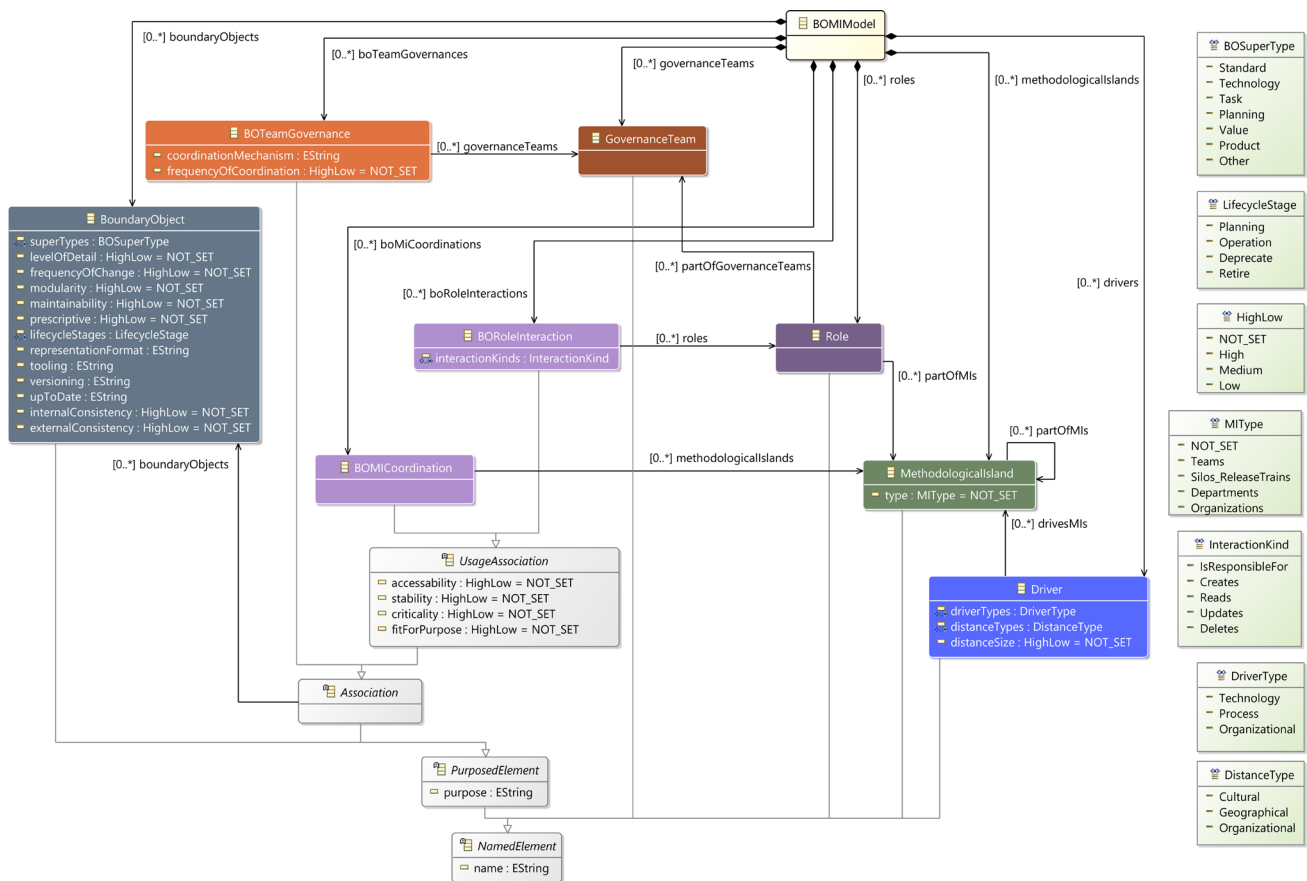 BOMIModel
[0..*] boundaryObjects
[0..*] boTeamGovernances
[0..*] governanceTeams
[0..*] roles
[0..*] methodologicalIslands
BOTeamGovernance
coordinationMechanism : EString
frequencyOfCoordination : HighLow = NOT_SET
[0..*] governanceTeams
GovernanceTeam
BoundaryObject
superTypes : BOSuperType
levelOfDetail : HighLow = NOT_SET
frequencyOfChange : HighLow = NOT_SET
modularity : HighLow = NOT_SET
maintainability : HighLow = NOT_SET
prescriptive : HighLow = NOT_SET
lifecycleStages : LifecycleStage
representationFormat : EString
tooling : EString
versioning : EString
upToDate : EString
internalConsistency : HighLow = NOT_SET
externalConsistency : HighLow = NOT_SET
[0..*] boMiCoordinations
[0..*] partOfGovernanceTeams
[0..*] drivers
[0..*] boRoleInteractions
BORoleInteraction
interactionKinds : InteractionKind
[0..*] roles
Role
[0..*] partOfMIs
[0..*] partOfMIs
[0..*] boundaryObjects
BOMICoordination
[0..*] methodologicalIslands
MethodologicalIsland
type : MIType = NOT_SET
[0..*] drivesMIs
UsageAssociation
accessability : HighLow = NOT_SET
stability : HighLow = NOT_SET
criticality : HighLow = NOT_SET
fitForPurpose : HighLow = NOT_SET
Driver
driverTypes : DriverType
distanceTypes : DistanceType
distanceSize : HighLow = NOT_SET
Association
PurposedElement
purpose : EString
NamedElement
name : EString
BOSuperType
Standard
Technology
Task
Planning
Value
Product
Other
LifecycleStage
Planning
Operation
Deprecate
Retire
HighLow
NOT_SET
High
Medium
Low
MIType
NOT_SET
Teams
Silos_ReleaseTrains
Departments
Organizations
InteractionKind
IsResponsibleFor
Creates
Reads
Updates
Deletes
DriverType
Technology
Process
Organizational
DistanceType
Cultural
Geographical
Organizational